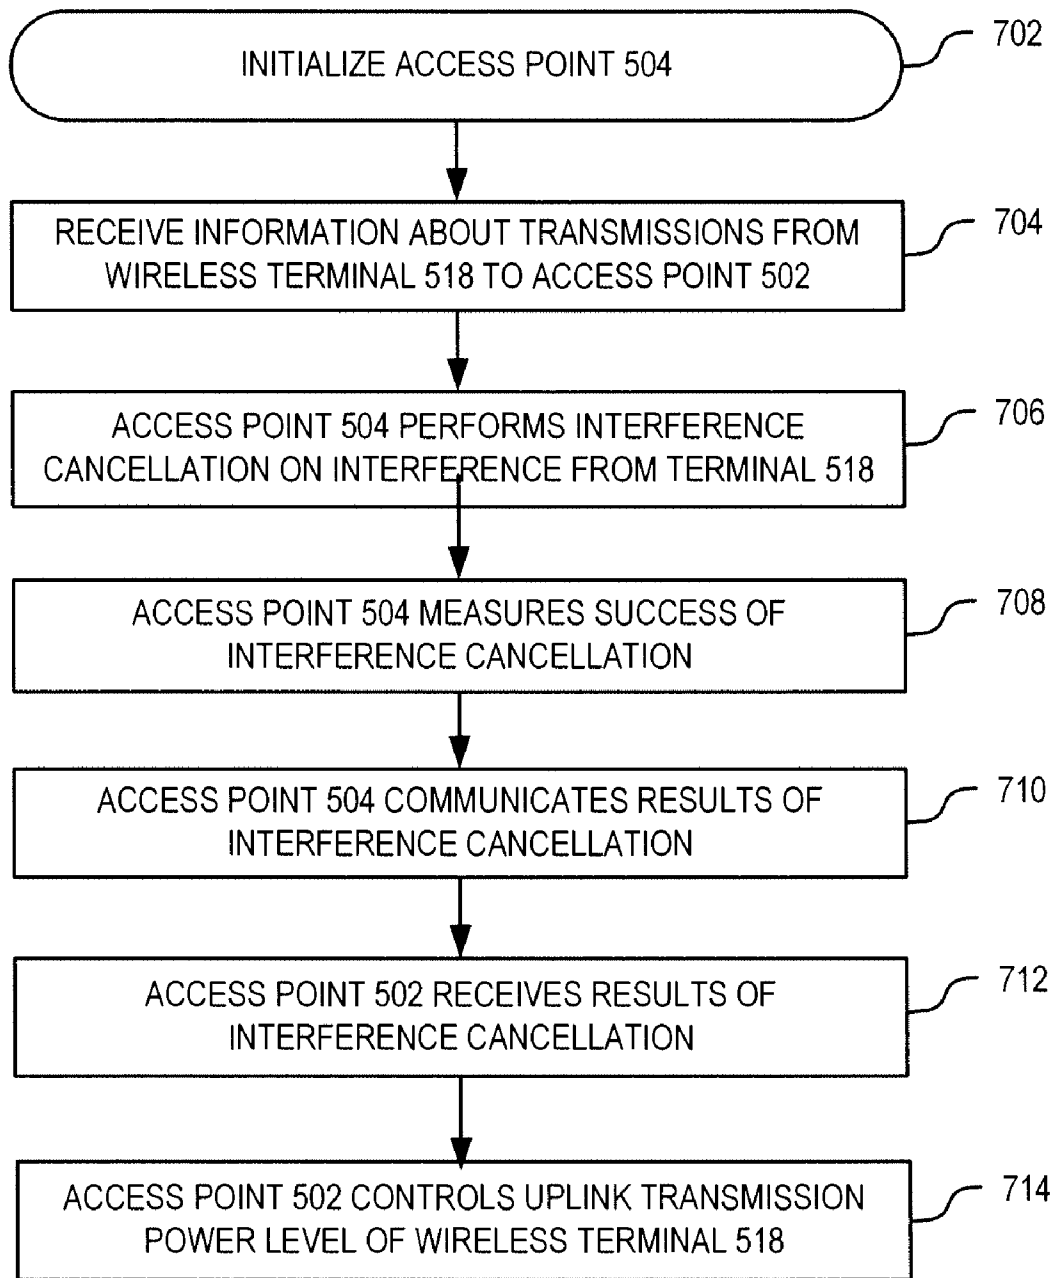 INITIALIZE ACCESS POINT 504
702
RECEIVE INFORMATION ABOUT TRANSMISSIONS FROM
WIRELESS TERMINAL 518 TO ACCESS POINT 502
704
ACCESS POINT 504 PERFORMS INTERFERENCE
CANCELLATION ON INTERFERENCE FROM TERMINAL 518
706
ACCESS POINT 504 MEASURES SUCCESS OF
INTERFERENCE CANCELLATION
708
ACCESS POINT 504 COMMUNICATES RESULTS OF
INTERFERENCE CANCELLATION
710
ACCESS POINT 502 RECEIVES RESULTS OF
INTERFERENCE CANCELLATION
712
ACCESS POINT 502 CONTROLS UPLINK TRANSMISSION
POWER LEVEL OF WIRELESS TERMINAL 518
714